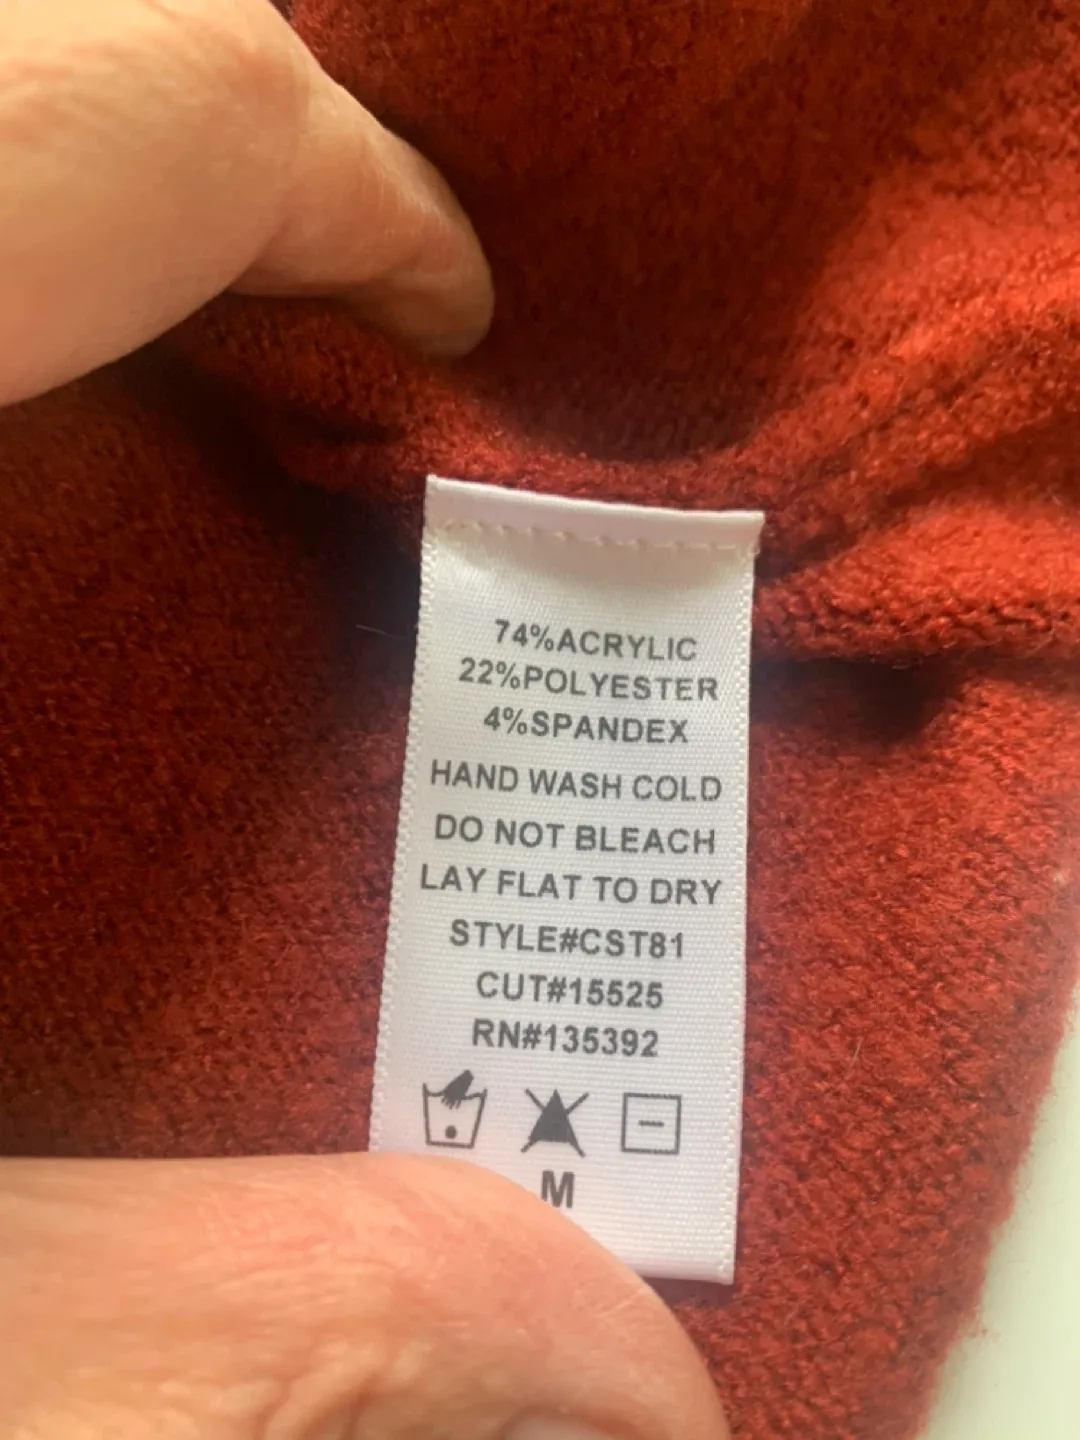 74%ACRYLIC
22%POLYESTER
4%SPANDEX
HAND WASH COLD
DO NOT BLEACH
LAY FLAT TO DRY
STYLE#CST81
CUT#15525
RN#135392
M